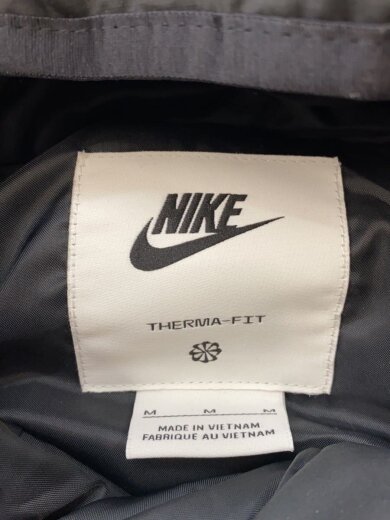 NIKE
THERMA-FIT
M M M
MADE IN VIETNAM
FABRIQUE AU VIETNAM